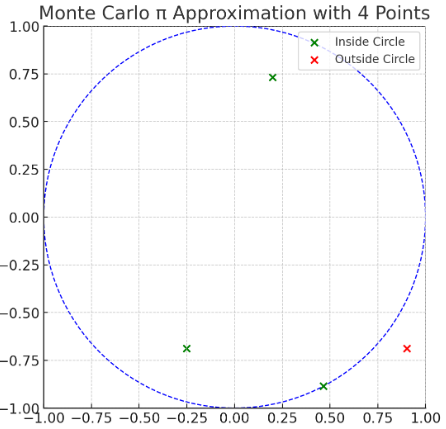 Monte Carlo π Approximation with 4 Points
Inside Circle
Outside Circle
1.00
0.75
0.50
0.25
0.00
−0.25
−0.50
−0.75
−1.00
−1.00 −0.75 −0.50 −0.25 0.00 0.25 0.50 0.75 1.00